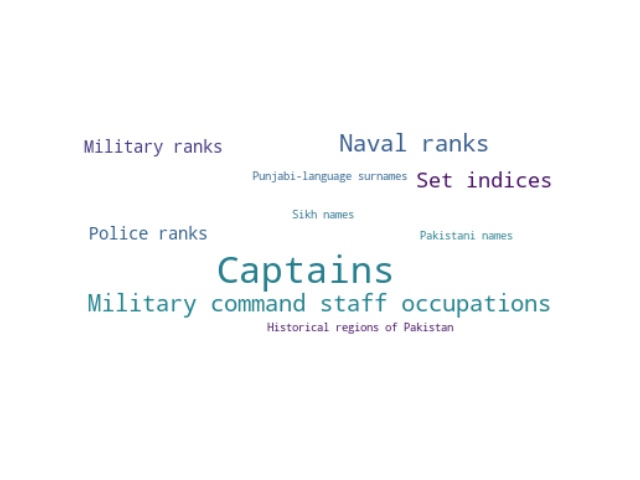 Naval ranks
Military ranks
Punjabi-language surnames
Set indices
Sikh names
Police ranks
Pakistani names
Captains
Military command staff occupations
Historical regions of Pakistan